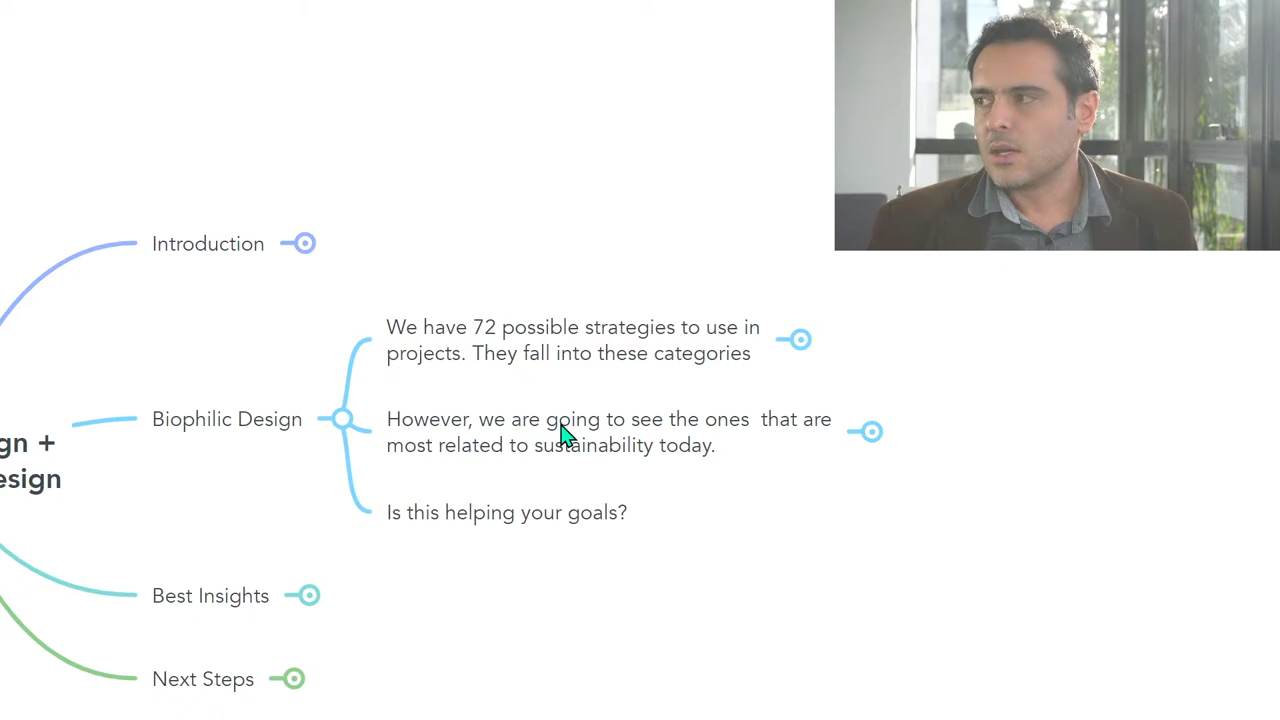 gn +
esign
Introduction
Biophilic Design
We have 72 possible strategies to use in
projects. They fall into these categories
However, we are going to see the ones  that are
most related to sustainability today.
Is this helping your goals?
Best Insights
Next Steps